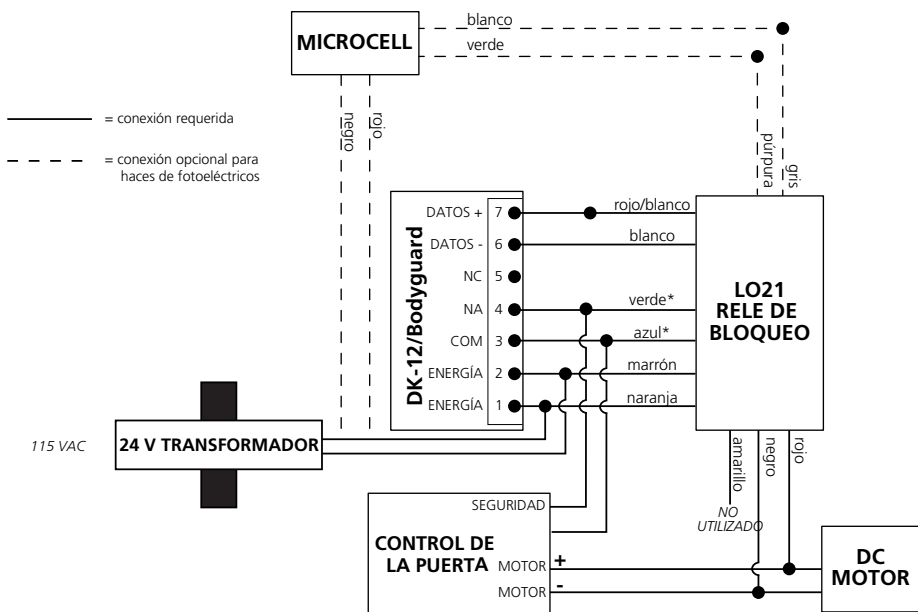 blanco
MICROCELL
verde
negro
rojo
púrpura
gris
= conexión requerida
= conexión opcional para
haces de fotoeléctricos
DK-12/Bodyguard
DATOS + 7
DATOS - 6
NC 5
NA 4
COM 3
ENERGÍA 2
ENERGÍA 1
rojo/blanco
blanco
verde*
azul*
marrón
naranja
LO21
RELE DE
BLOQUEO
115 VAC
24 V TRANSFORMADOR
amarillo
negro
rojo
NO
UTILIZADO
SEGURIDAD
CONTROL DE
LA PUERTA
MOTOR +
MOTOR -
DC
MOTOR